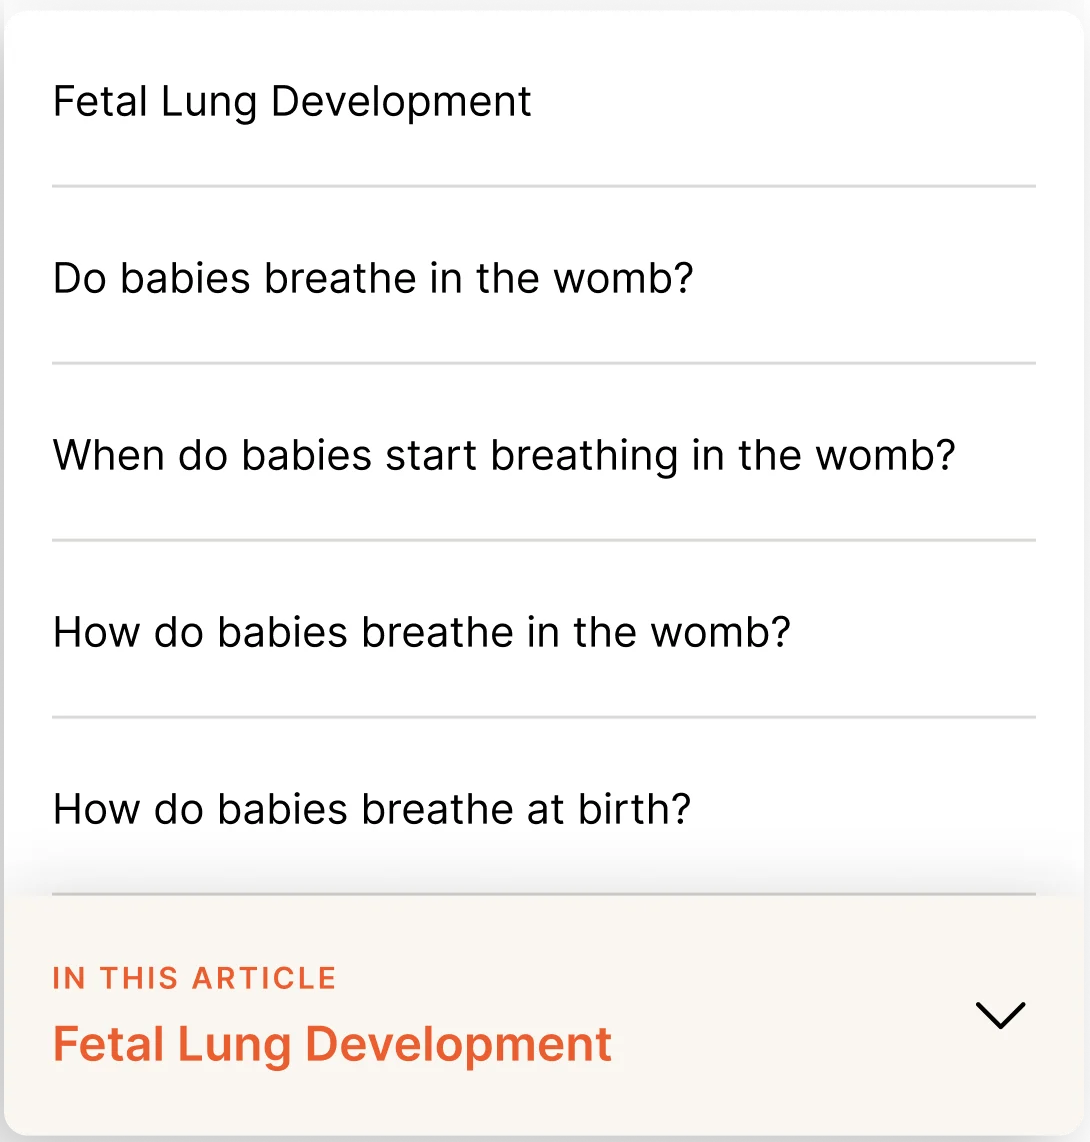 Fetal Lung Development
Do babies breathe in the womb?
When do babies start breathing in the womb?
How do babies breathe in the womb?
How do babies breathe at birth?
IN THIS ARTICLE
Fetal Lung Development